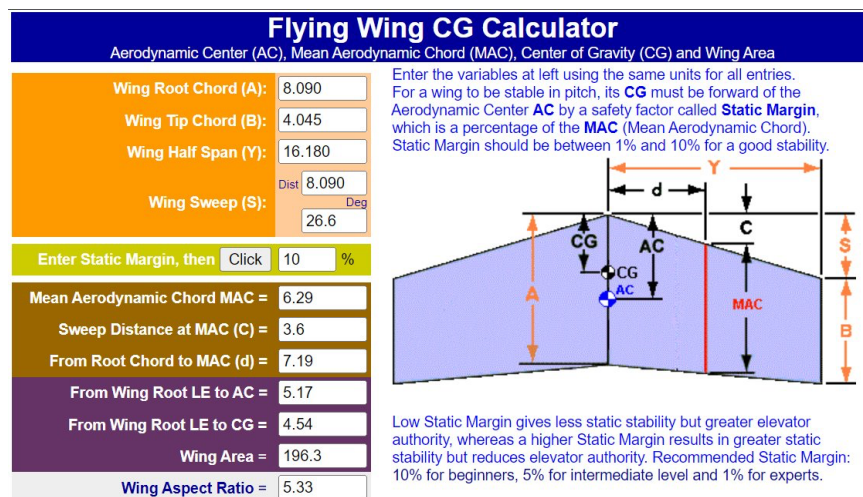 Flying Wing CG Calculator
Aerodynamic Center (AC), Mean Aerodynamic Chord (MAC), Center of Gravity (CG) and Wing Area
Wing Root Chord (A): 8.090
Wing Tip Chord (B): 4.045
Wing Half Span (Y): 16.180
Wing Sweep (S):
Dist 8.090
Deg
26.6
Enter Static Margin, then Click 10 %
Mean Aerodynamic Chord MAC = 6.29
Sweep Distance at MAC (C) = 3.6
From Root Chord to MAC (d) = 7.19
From Wing Root LE to AC = 5.17
From Wing Root LE to CG = 4.54
Wing Area = 196.3
Wing Aspect Ratio = 5.33
Enter the variables at left using the same units for all entries.
For a wing to be stable in pitch, its CG must be forward of the
Aerodynamic Center AC by a safety factor called Static Margin,
which is a percentage of the MAC (Mean Aerodynamic Chord).
Static Margin should be between 1% and 10% for a good stability.
Y
d
C
CG
AC
S
CG
AC
A
MAC
B
Low Static Margin gives less static stability but greater elevator
authority, whereas a higher Static Margin results in greater static
stability but reduces elevator authority. Recommended Static Margin:
10% for beginners, 5% for intermediate level and 1% for experts.